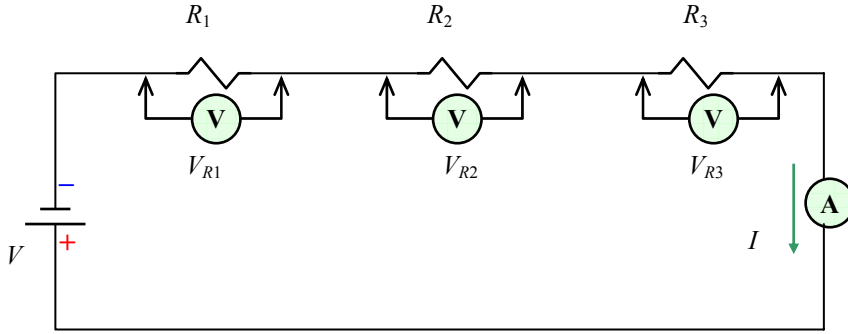 R1 R2 R3
V V V
VR1 VR2 VR3
−
+
V
A
I